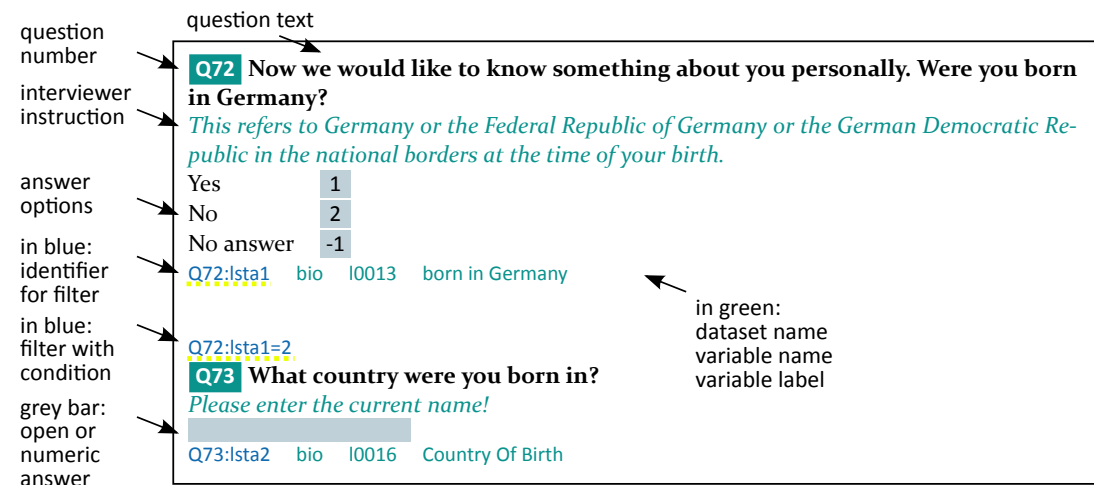 question text
question
number
Q72 Now we would like to know something about you personally. Were you born
in Germany?
interviewer
instruction
This refers to Germany or the Federal Republic of Germany or the German Democratic Re-
public in the national borders at the time of your birth.
answer
options
Yes 1
No 2
No answer -1
in blue:
identifier
for filter
Q72:lsta1 bio l0013 born in Germany
in green:
dataset name
variable name
variable label
in blue:
filter with
condition
Q72:lsta1=2
Q73 What country were you born in?
Please enter the current name!
grey bar:
open or
numeric
answer
Q73:lsta2 bio l0016 Country Of Birth